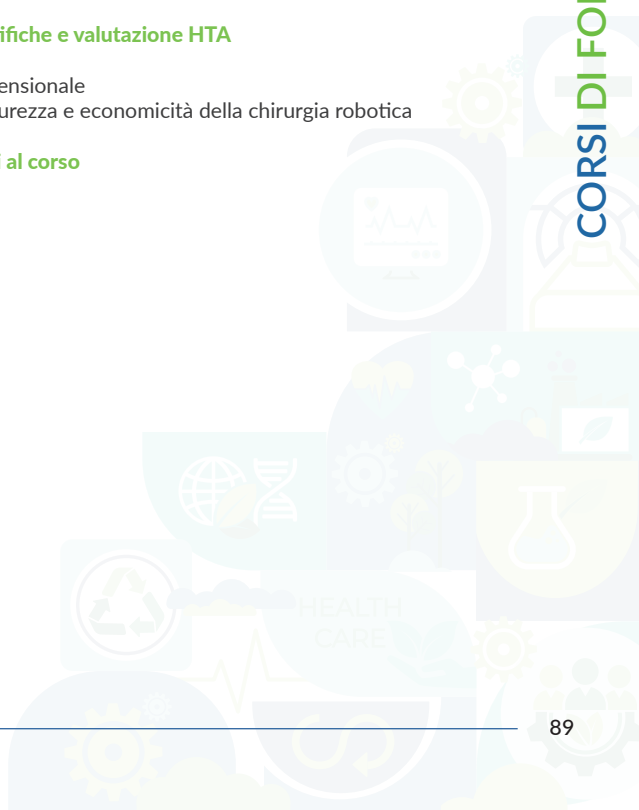 ifiche e valutazione HTA
ensionale
urezza e economicità della chirurgia robotica
i al corso
CORSI DI FO
HEALTH
CARE
89